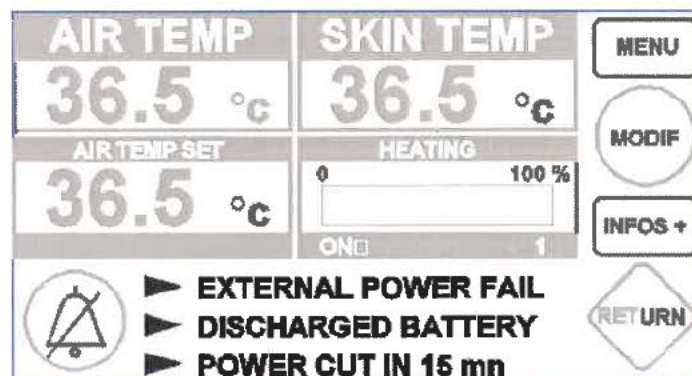 AIR TEMP
36.5 °C
SKIN TEMP
36.5 °C
AIR TEMP SET
36.5 °C
HEATING
0 100 %
ON 1
MENU
MODIF
INFOS +
RETURN
EXTERNAL POWER FAIL
DISCHARGED BATTERY
POWER CUT IN 15 mn